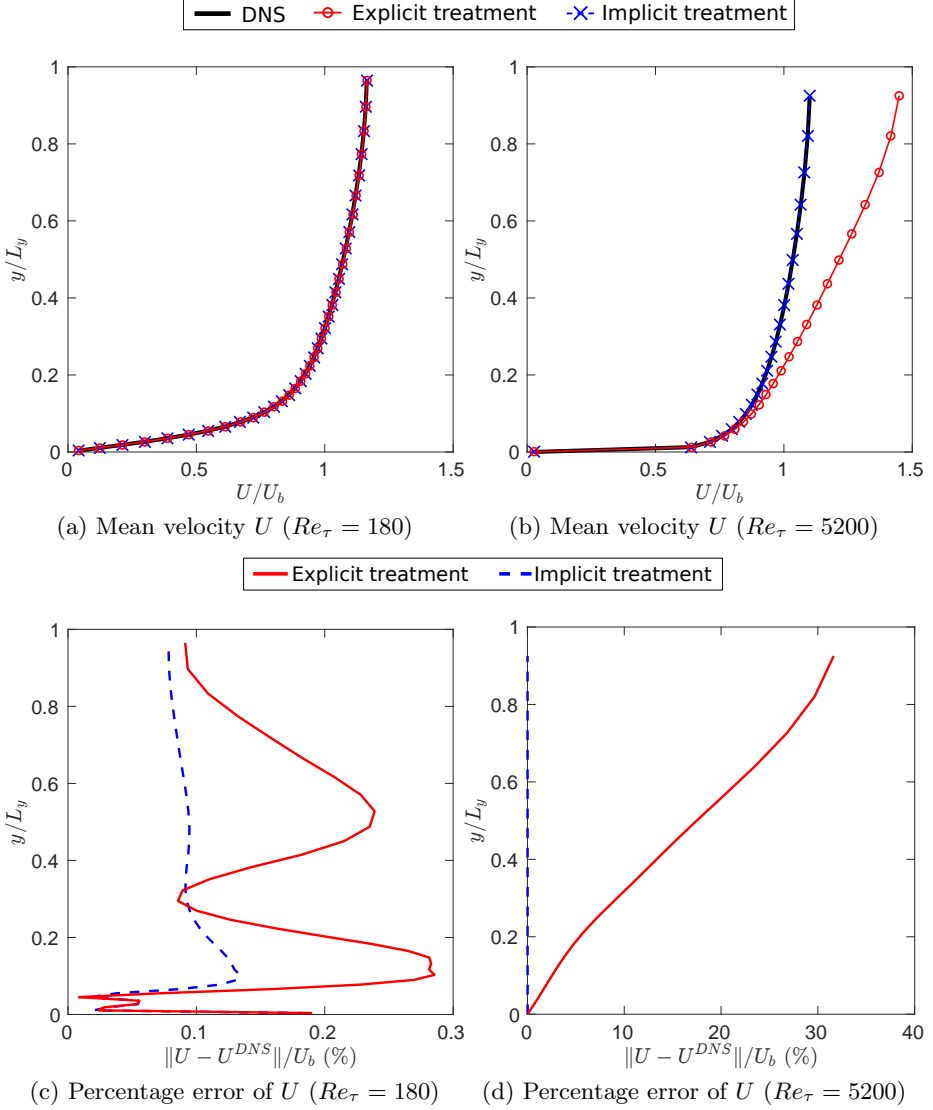 DNS Explicit treatment Implicit treatment
1
0.8
0.6
0.4
0.2
0
y/L_y
0 0.5 1 1.5
U/U_b
(a) Mean velocity U (Re_τ = 180)
1
0.8
0.6
0.4
0.2
0
y/L_y
0 0.5 1 1.5
U/U_b
(b) Mean velocity U (Re_τ = 5200)
Explicit treatment Implicit treatment
1
0.8
0.6
0.4
0.2
0
y/L_y
0 0.1 0.2 0.3
‖U − U^{DNS}‖/U_b (%)
(c) Percentage error of U (Re_τ = 180)
1
0.8
0.6
0.4
0.2
0
y/L_y
0 10 20 30 40
‖U − U^{DNS}‖/U_b (%)
(d) Percentage error of U (Re_τ = 5200)